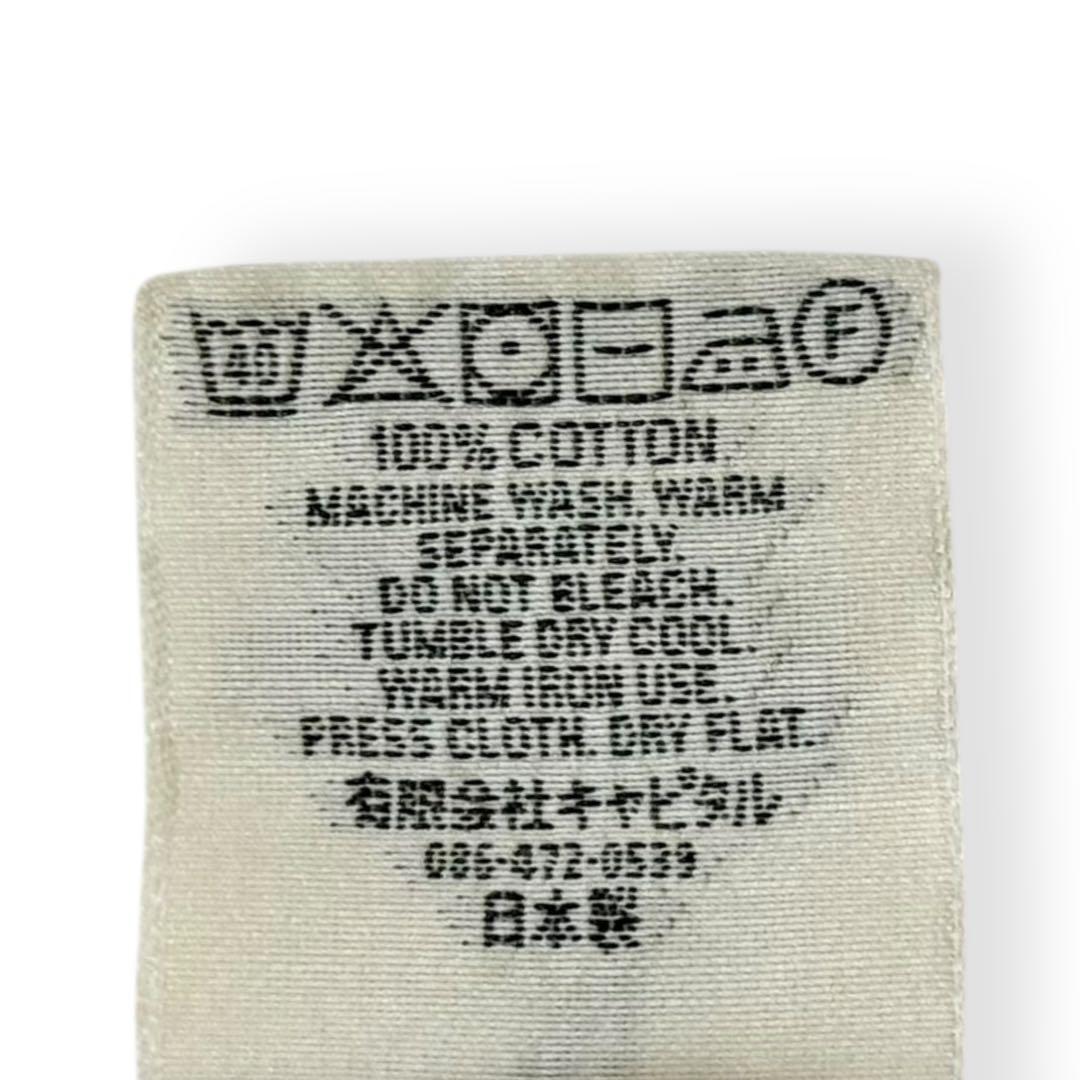 40 F
100% COTTON.
MACHINE WASH. WARM
SEPARATELY.
DO NOT BLEACH.
TUMBLE DRY COOL.
WARM IRON USE.
PRESS CLOTH. DRY FLAT.
有限会社キャピタル
086-472-0539
日本製